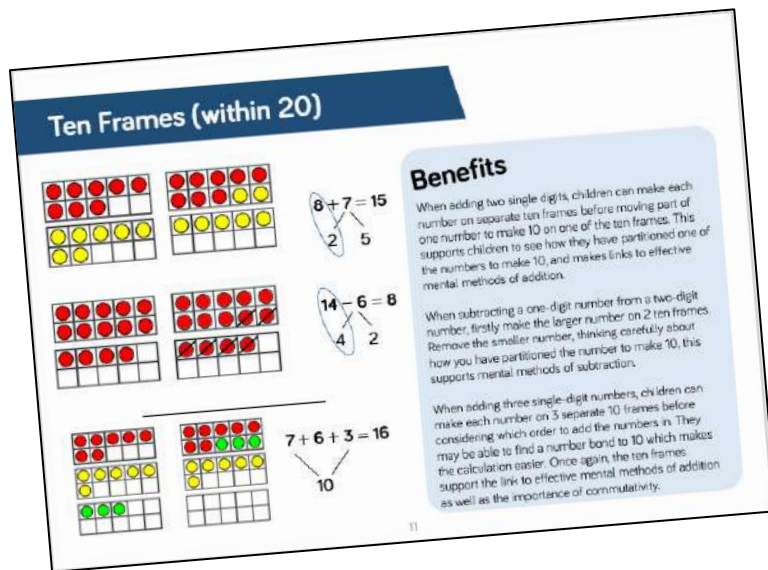 Ten Frames (within 20)
8 + 7 = 15
2 5
14 − 6 = 8
4 2
7 + 6 + 3 = 16
10
Benefits
When adding two single digits, children can make each
number on separate ten frames before moving part of
one number to make 10 on one of the ten frames. This
supports children to see how they have partitioned one of
the numbers to make 10, and makes links to effective
mental methods of addition.
When subtracting a one-digit number from a two-digit
number, firstly make the larger number on 2 ten frames.
Remove the smaller number, thinking carefully about
how you have partitioned the number to make 10, this
supports mental methods of subtraction.
When adding three single-digit numbers, children can
make each number on 3 separate 10 frames before
considering which order to add the numbers in. They
may be able to find a number bond to 10 which makes
the calculation easier. Once again, the ten frames
support the link to effective mental methods of addition
as well as the importance of commutativity.
11